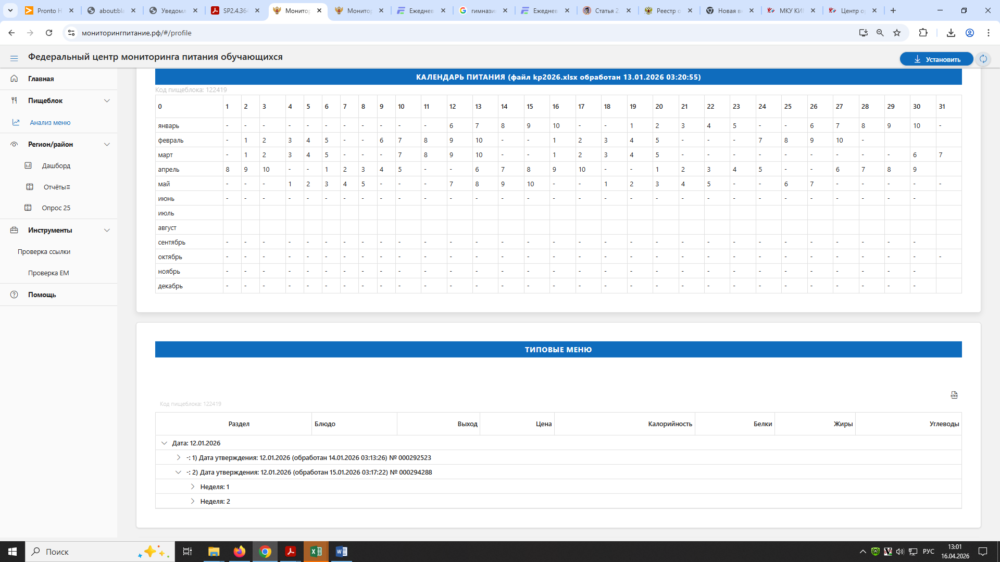 Pronto H
about:bla
Уведомл
SP2.4.364
Монитор
Монитор
Ежеднев
гимназия
Ежеднев
Статья 2
Реестр о
Новая в
МКУ КИМ
Центр о
мониторингпитание.рф/#/profile
Федеральный центр мониторинга питания обучающихся
Установить
Главная
Пищеблок
Анализ меню
Регион/район
Дашборд
Отчёты≡
Опрос 25
Инструменты
Проверка ссылки
Проверка ЕМ
Помощь
КАЛЕНДАРЬ ПИТАНИЯ (файл kp2026.xlsx обработан 13.01.2026 03:20:55)
Код пищеблока: 122419
0 1 2 3 4 5 6 7 8 9 10 11 12 13 14 15 16 17 18 19 20 21 22 23 24 25 26 27 28 29 30 31
январь - - - - - - - - - - - 6 7 8 9 10 - - 1 2 3 4 5 - - 6 7 8 9 10 -
февраль - 1 2 3 4 5 - - 6 7 8 9 10 - - 1 2 3 4 5 - - - 7 8 9 10 -
март - 1 2 3 4 5 - - - 7 8 9 10 - - 1 2 3 4 5 - - - - - - - - - 6 7
апрель 8 9 10 - - 1 2 3 4 5 - - 6 7 8 9 10 - - 1 2 3 4 5 - - 6 7 8 9
май - - - 1 2 3 4 5 - - - 7 8 9 10 - - 1 2 3 4 5 - - 6 7 - - - - -
июнь - - - - - - - - - - - - - - - - - - - - - - - - - - - - - -
июль
август
сентябрь - - - - - - - - - - - - - - - - - - - - - - - - - - - - - -
октябрь - - - - - - - - - - - - - - - - - - - - - - - - - - - - - - -
ноябрь - - - - - - - - - - - - - - - - - - - - - - - - - - - - - -
декабрь - - - - - - - - - - - - - - - - - - - - - - - - - - - - - -
ТИПОВЫЕ МЕНЮ
xlsx
Код пищеблока: 122419
Раздел Блюдо Выход Цена Калорийность Белки Жиры Углеводы
Дата: 12.01.2026
-: 1) Дата утверждения: 12.01.2026 (обработан 14.01.2026 03:13:26) № 000292523
-: 2) Дата утверждения: 12.01.2026 (обработан 15.01.2026 03:17:22) № 000294288
Неделя: 1
Неделя: 2
Поиск
РУС
13:01
16.04.2026